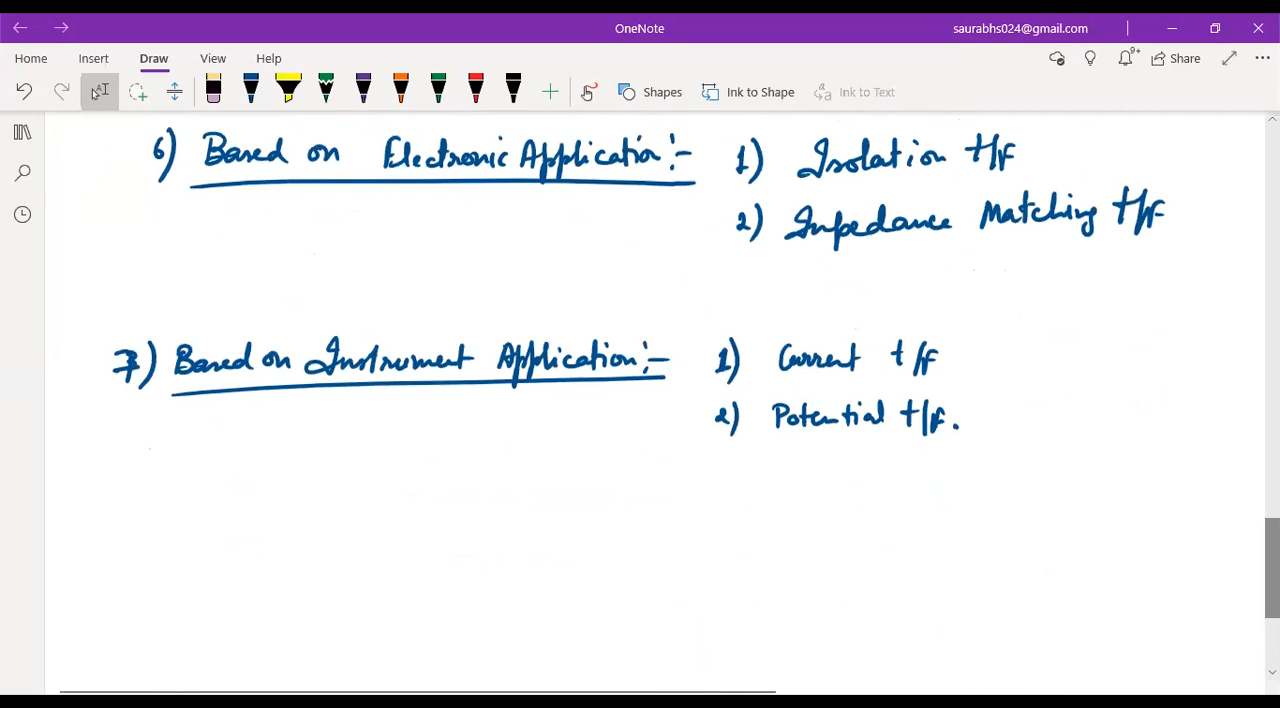 OneNote
saurabhs024@gmail.com
Home Insert Draw View Help
9+ Share
Shapes Ink to Shape Ink to Text
6) Based on Electronic Application:- 1) Isolation t/f
2) Impedance Matching t/f
7) Based on Instrument Application:- 1) Current t/f
2) Potential t/f.